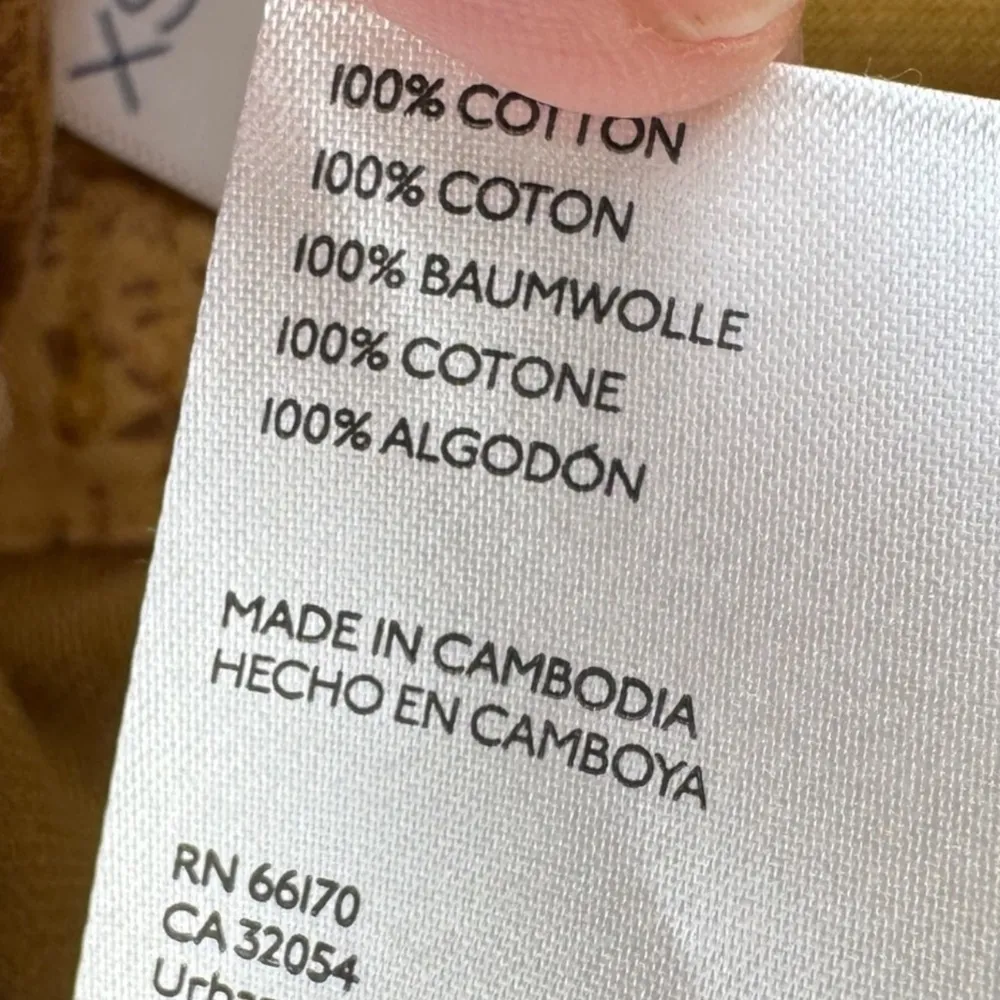 XS
100% COTTON
100% COTON
100% BAUMWOLLE
100% COTONE
100% ALGODÓN
MADE IN CAMBODIA
HECHO EN CAMBOYA
RN 66170
CA 32054